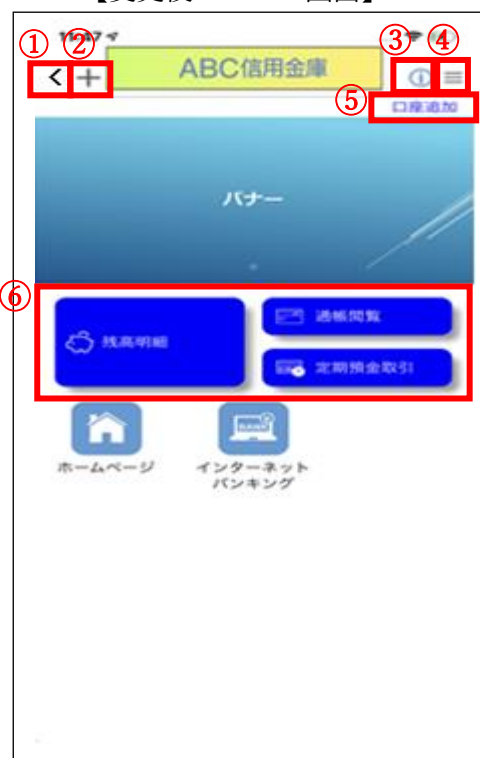 ① ② ③ ④
ABC信用金庫
⑤ 口座追加
バナー
⑥
残高明細
通帳閲覧
定期預金取引
ホームページ
インターネット
バンキング